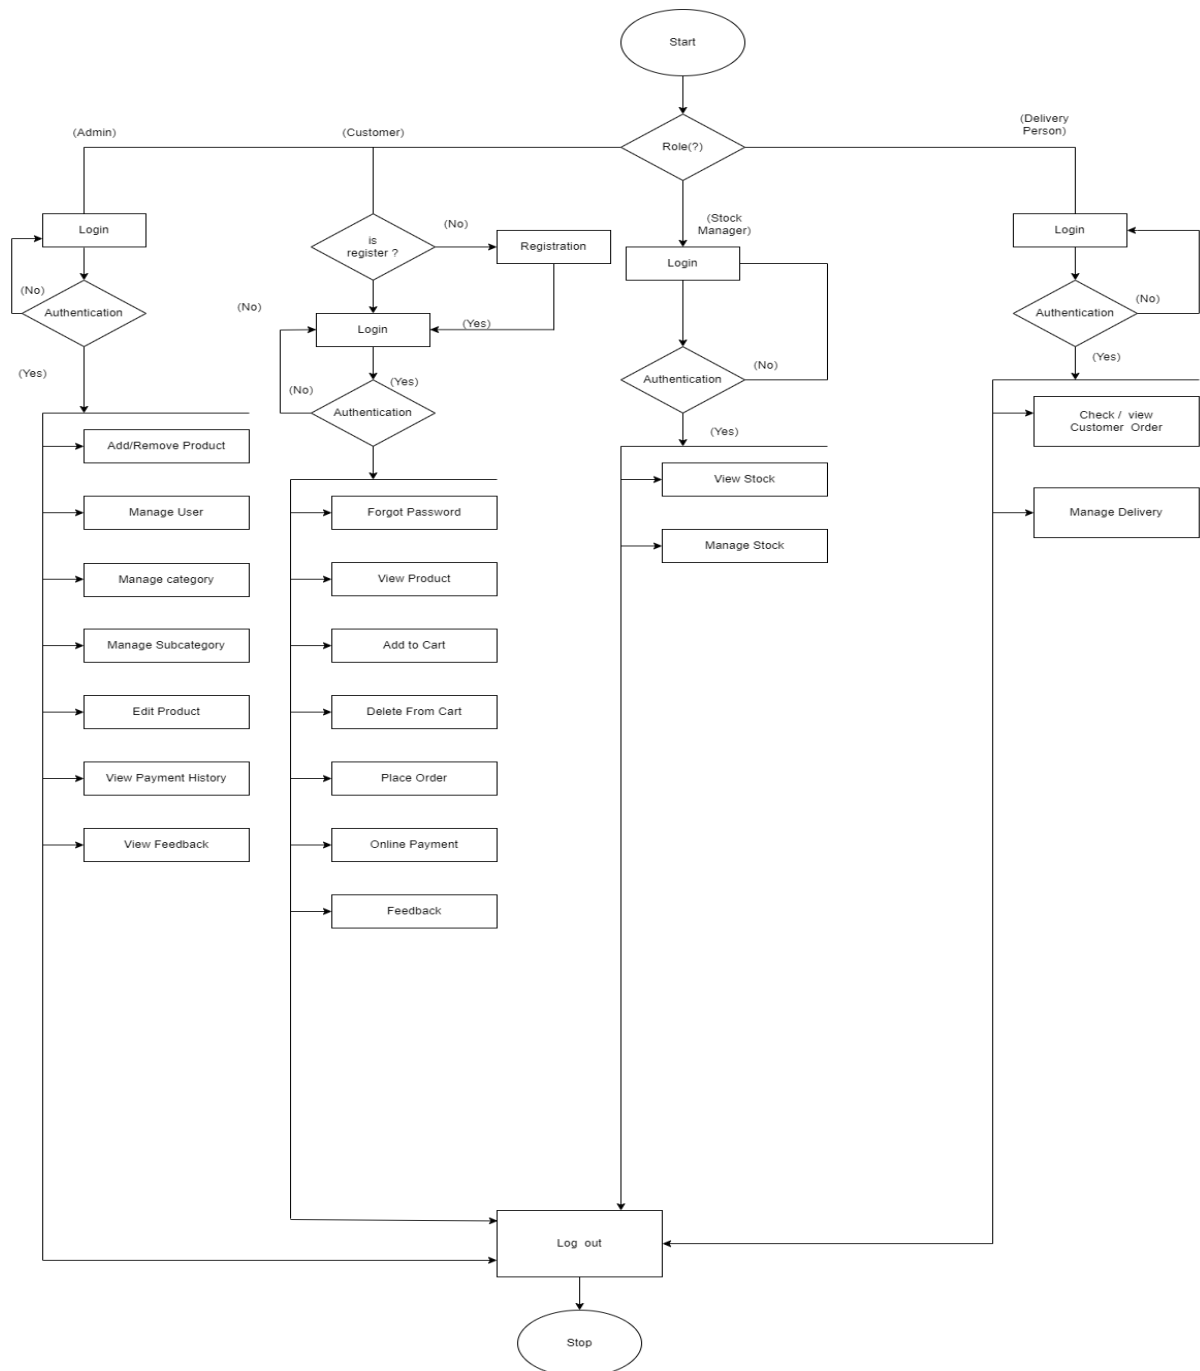 Start
(Admin)
(Customer)
(Delivery
Person)
Role(?)
Login
is
register ?
(No)
Registration
(Stock
Manager)
Login
Login
(No)
Authentication
(No)
Login
(Yes)
Authentication
(No)
(Yes)
(No)
(Yes)
Authentication
Authentication
(No)
(Yes)
(Yes)
Add/Remove Product
Manage User
Manage category
Manage Subcategory
Edit Product
View Payment History
View Feedback
Forgot Password
View Product
Add to Cart
Delete From Cart
Place Order
Online Payment
Feedback
View Stock
Manage Stock
Check / view
Customer Order
Manage Delivery
Log out
Stop